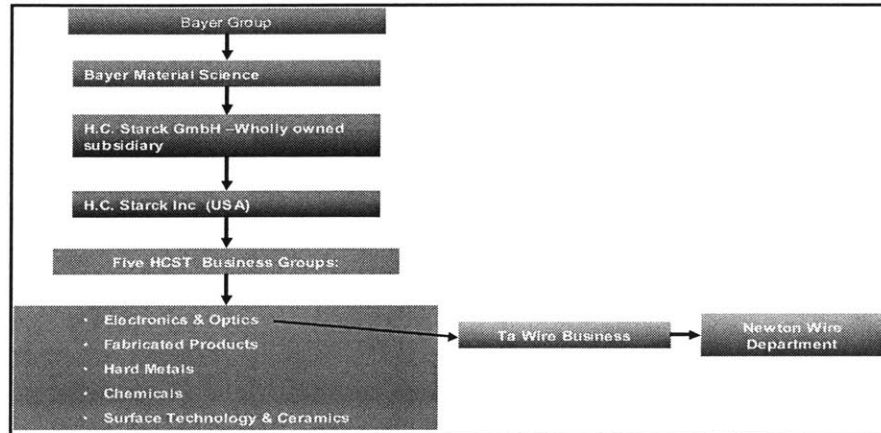 Bayer Group
Bayer Material Science
H.C. Starck GmbH –Wholly owned
subsidiary
H.C. Starck Inc (USA)
Five HCST Business Groups:
• Electronics & Optics
• Fabricated Products
• Hard Metals
• Chemicals
• Surface Technology & Ceramics
Ta Wire Business
Newton Wire
Department